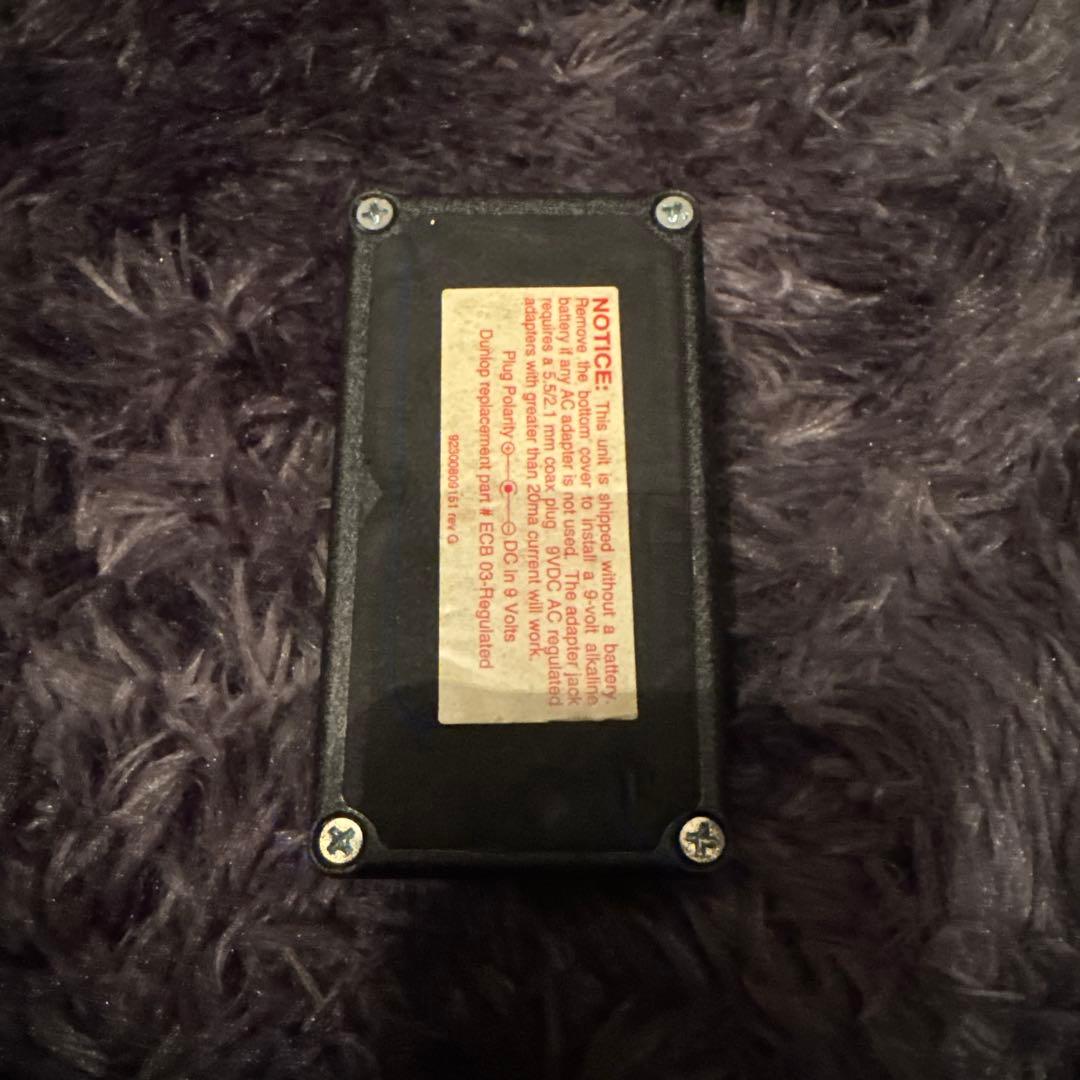 NOTICE: This unit is shipped without a battery.
Remove the bottom cover to install a 9-volt alkaline
battery if any AC adapter is not used. The adapter jack
requires a 5.5/2.1 mm coax plug. 9VDC AC regulated
adapters with greater than 20ma current will work.
Plug Polarity + - DC In 9 Volts
Dunlop replacement part # ECB 03-Regulated
92300809151 rev G